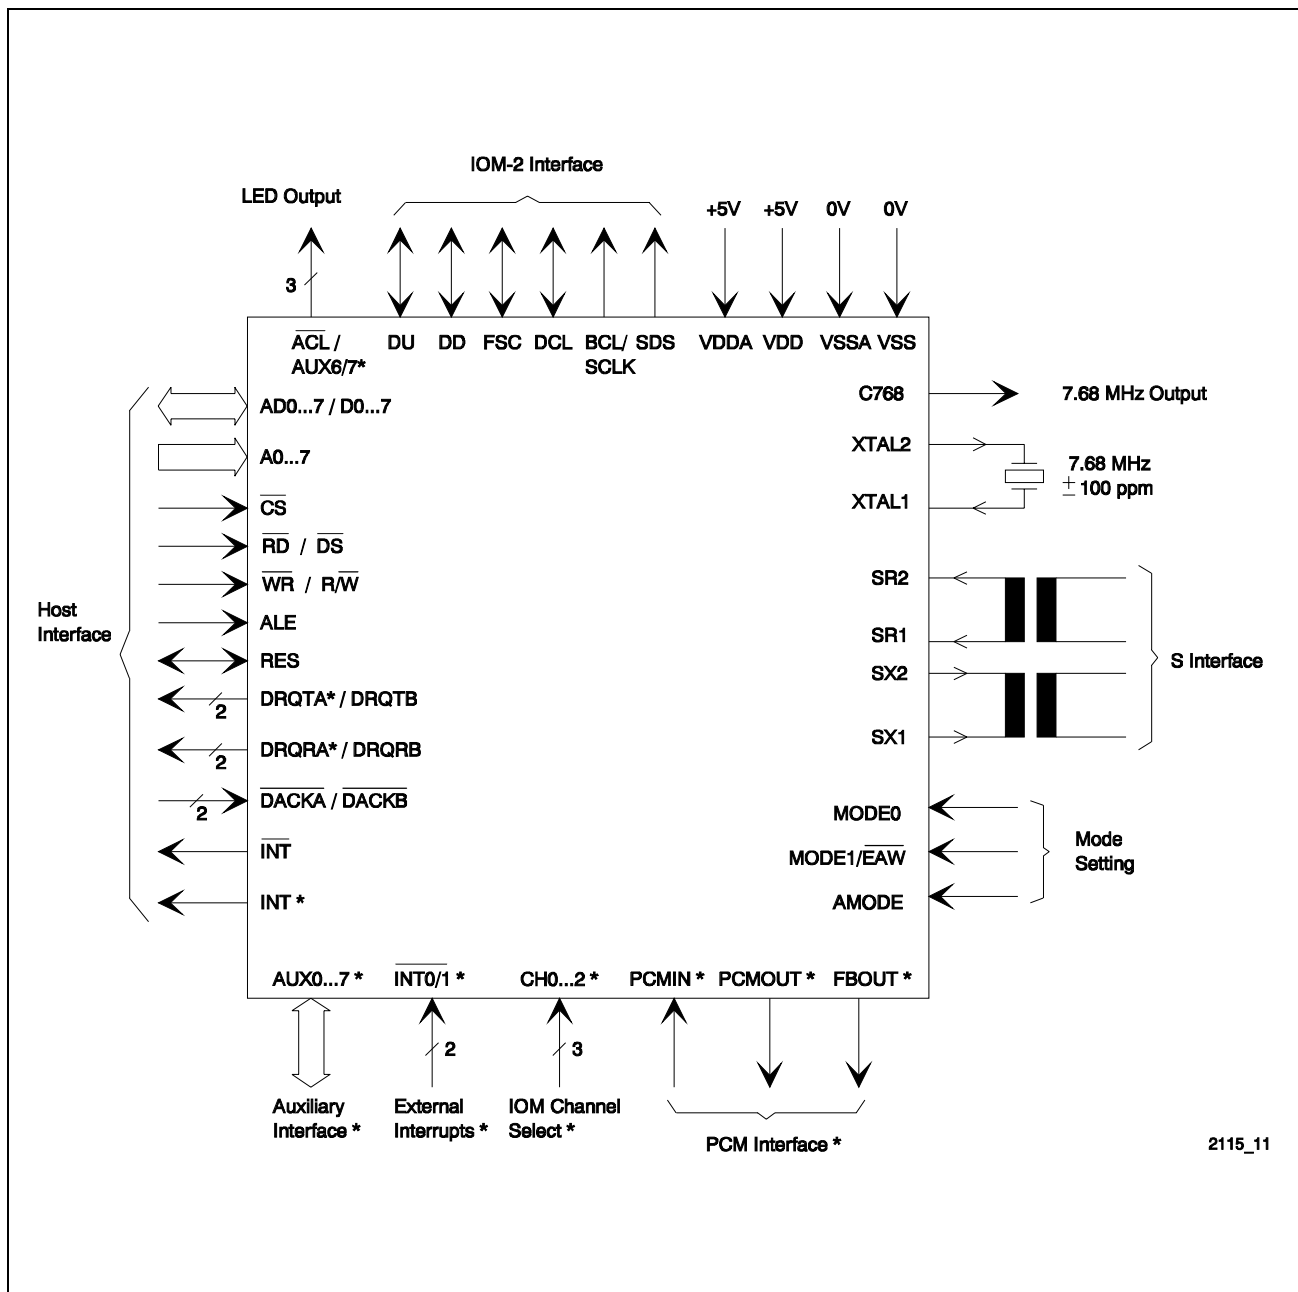 IOM-2 Interface
LED Output
+5V +5V 0V 0V
3
ACL / DU DD FSC DCL BCL/ SDS VDDA VDD VSSA VSS
AUX6/7* SCLK
C768 7.68 MHz Output
AD0...7 / D0...7
XTAL2
A0...7
7.68 MHz
± 100 ppm
XTAL1
CS
RD / DS
SR2
WR / R/W
Host
Interface
ALE
SR1
RES
S Interface
SX2
DRQTA* / DRQTB
2
SX1
DRQRA* / DRQRB
2
DACKA / DACKB
2
MODE0
Mode
Setting
INT
MODE1/EAW
INT *
AMODE
AUX0...7 * INT0/1 * CH0...2 * PCMIN * PCMOUT * FBOUT *
2 3
Auxiliary
Interface *
External
Interrupts *
IOM Channel
Select *
PCM Interface *
2115_11